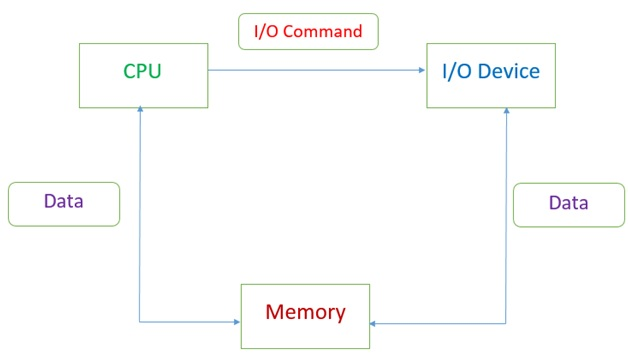 I/O Command
CPU
I/O Device
Data
Data
Memory